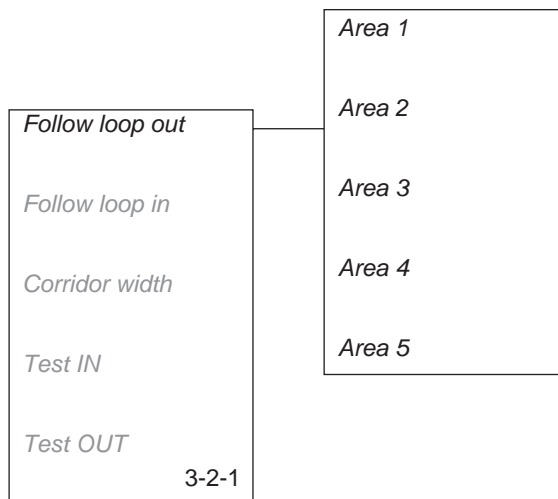 Follow loop out
Follow loop in
Corridor width
Test IN
Test OUT
3-2-1
Area 1
Area 2
Area 3
Area 4
Area 5